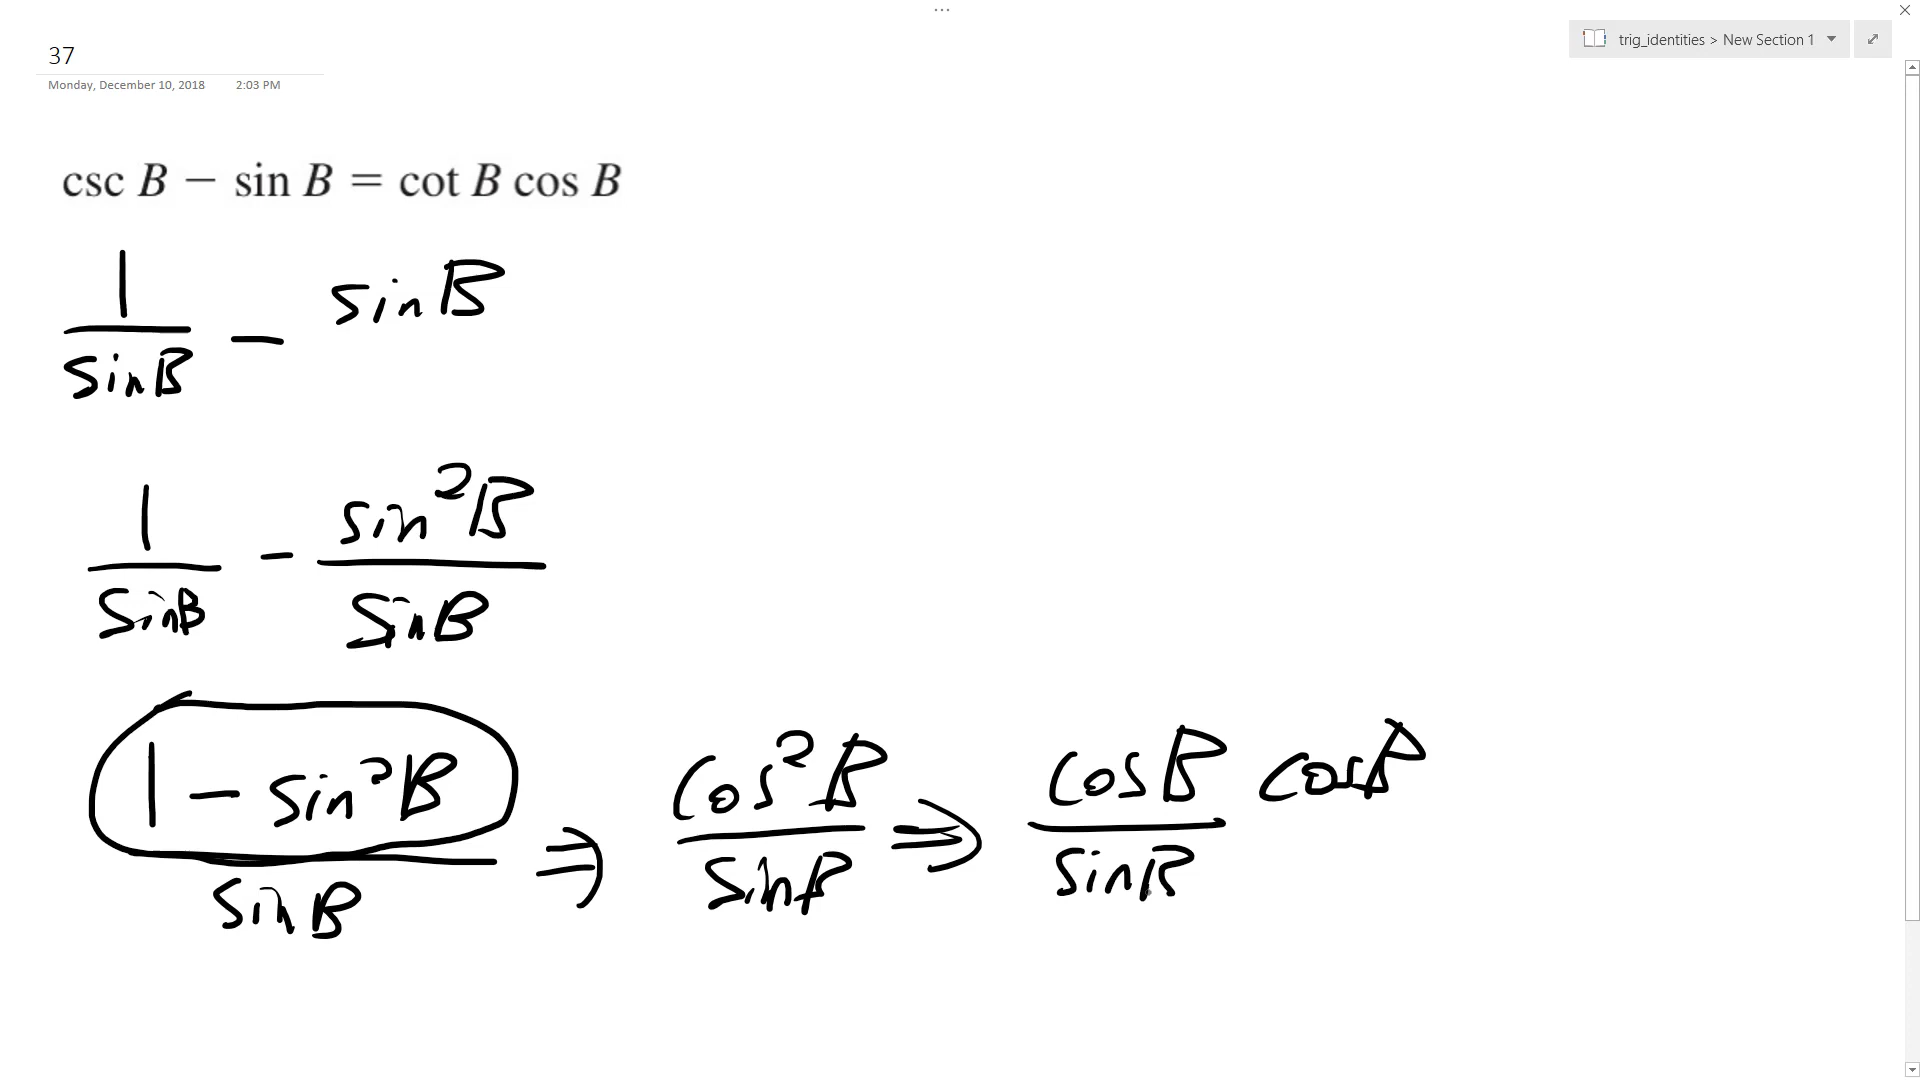 ...
trig_identities > New Section 1
37
Monday, December 10, 2018 2:03 PM
csc B − sin B = cot B cos B
1/sinB − sinB
1/sinB − sin²B/sinB
(1 − sin²B)/sinB ⇒ cos²B/sinB ⇒ cosB/sinB cosB